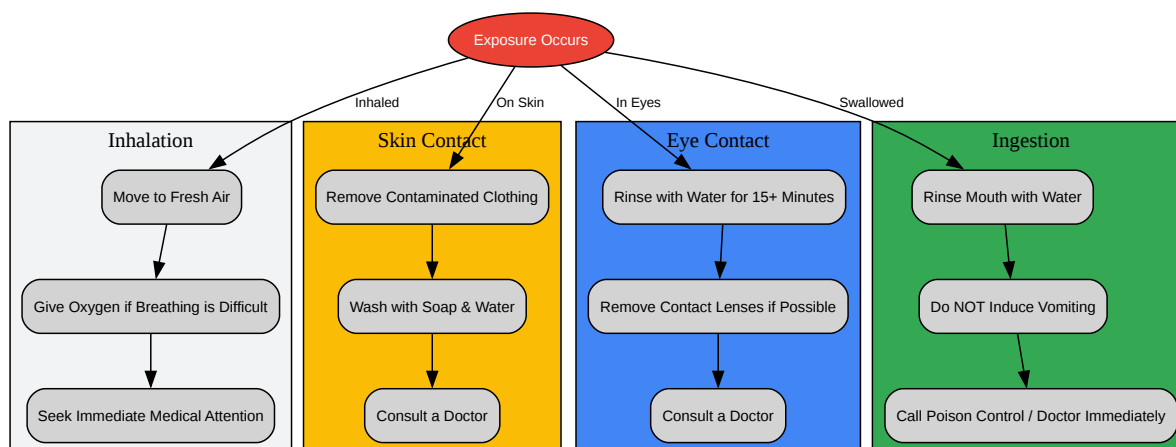 Exposure Occurs
Inhaled
On Skin
In Eyes
Swallowed
Inhalation
Move to Fresh Air
Give Oxygen if Breathing is Difficult
Seek Immediate Medical Attention
Skin Contact
Remove Contaminated Clothing
Wash with Soap & Water
Consult a Doctor
Eye Contact
Rinse with Water for 15+ Minutes
Remove Contact Lenses if Possible
Consult a Doctor
Ingestion
Rinse Mouth with Water
Do NOT Induce Vomiting
Call Poison Control / Doctor Immediately